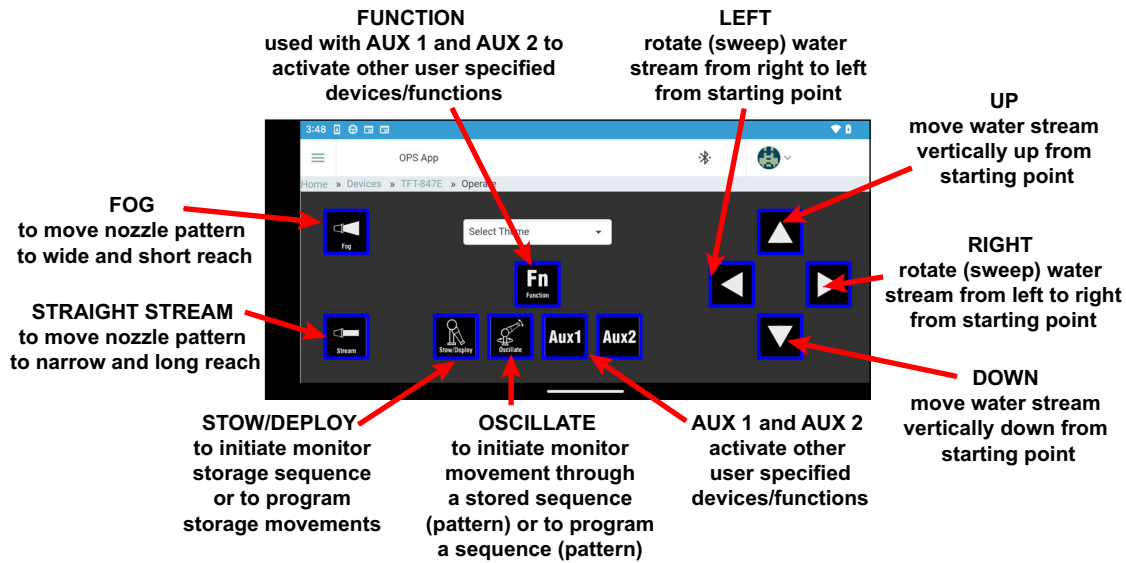 FUNCTION
used with AUX 1 and AUX 2 to
activate other user specified
devices/functions
LEFT
rotate (sweep) water
stream from right to left
from starting point
UP
move water stream
vertically up from
starting point
FOG
to move nozzle pattern
to wide and short reach
RIGHT
rotate (sweep) water
stream from left to right
from starting point
STRAIGHT STREAM
to move nozzle pattern
to narrow and long reach
DOWN
move water stream
vertically down from
starting point
STOW/DEPLOY
to initiate monitor
storage sequence
or to program
storage movements
OSCILLATE
to initiate monitor
movement through
a stored sequence
(pattern) or to program
a sequence (pattern)
AUX 1 and AUX 2
activate other
user specified
devices/functions
3:48
OPS App
Home » Devices » TFT-847E » Operate
Fog
Select Theme
Fn
Function
Stream
Stow/Deploy
Oscillate
Aux1
Aux2